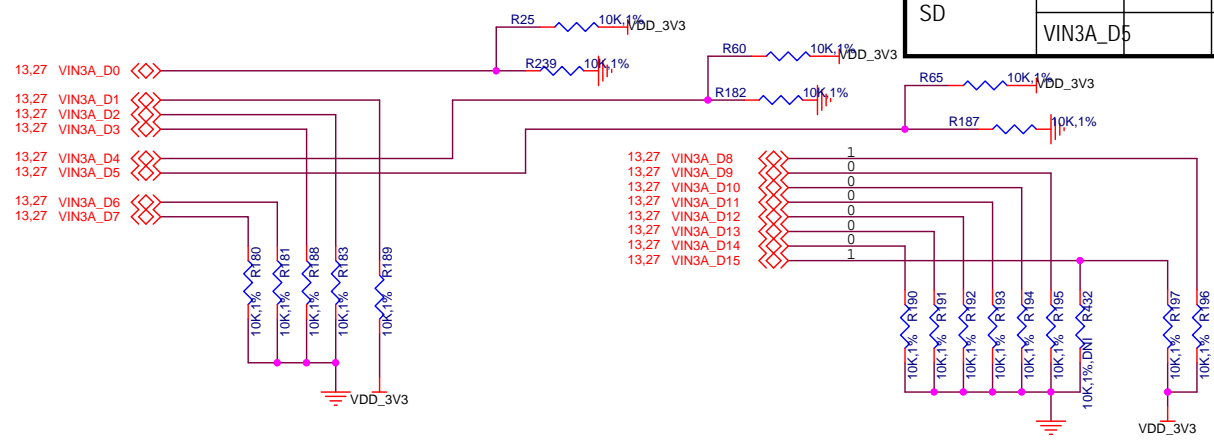 SD
VIN3A_D5
R25 10K,1% VDD_3V3
R239 10K,1%
R60 10K,1% VDD_3V3
R182 10K,1%
R65 10K,1% VDD_3V3
R187 10K,1%
13,27 VIN3A_D0
13,27 VIN3A_D1
13,27 VIN3A_D2
13,27 VIN3A_D3
13,27 VIN3A_D4
13,27 VIN3A_D5
13,27 VIN3A_D6
13,27 VIN3A_D7
R180 10K,1%
R181 10K,1%
R188 10K,1%
R183 10K,1%
R189 10K,1%
VDD_3V3
13,27 VIN3A_D8 1
13,27 VIN3A_D9 0
13,27 VIN3A_D10 0
13,27 VIN3A_D11 0
13,27 VIN3A_D12 0
13,27 VIN3A_D13 0
13,27 VIN3A_D14 0
13,27 VIN3A_D15 1
R190 10K,1%
R191 10K,1%
R192 10K,1%
R193 10K,1%
R194 10K,1%
R195 10K,1%
R432 10K,1%,DNI
R197 10K,1%
R196 10K,1%
VDD_3V3